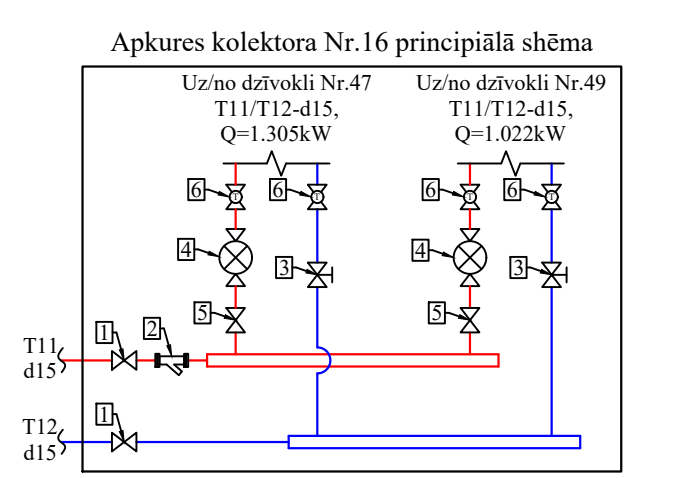 Apkures kolektora Nr.16 principiālā shēma
Uz/no dzīvokli Nr.47
T11/T12-d15,
Q=1.305kW
Uz/no dzīvokli Nr.49
T11/T12-d15,
Q=1.022kW
6
T
6
T
6
T
6
T
4
4
3
3
5
5
1
2
T11
d15
1
T12
d15